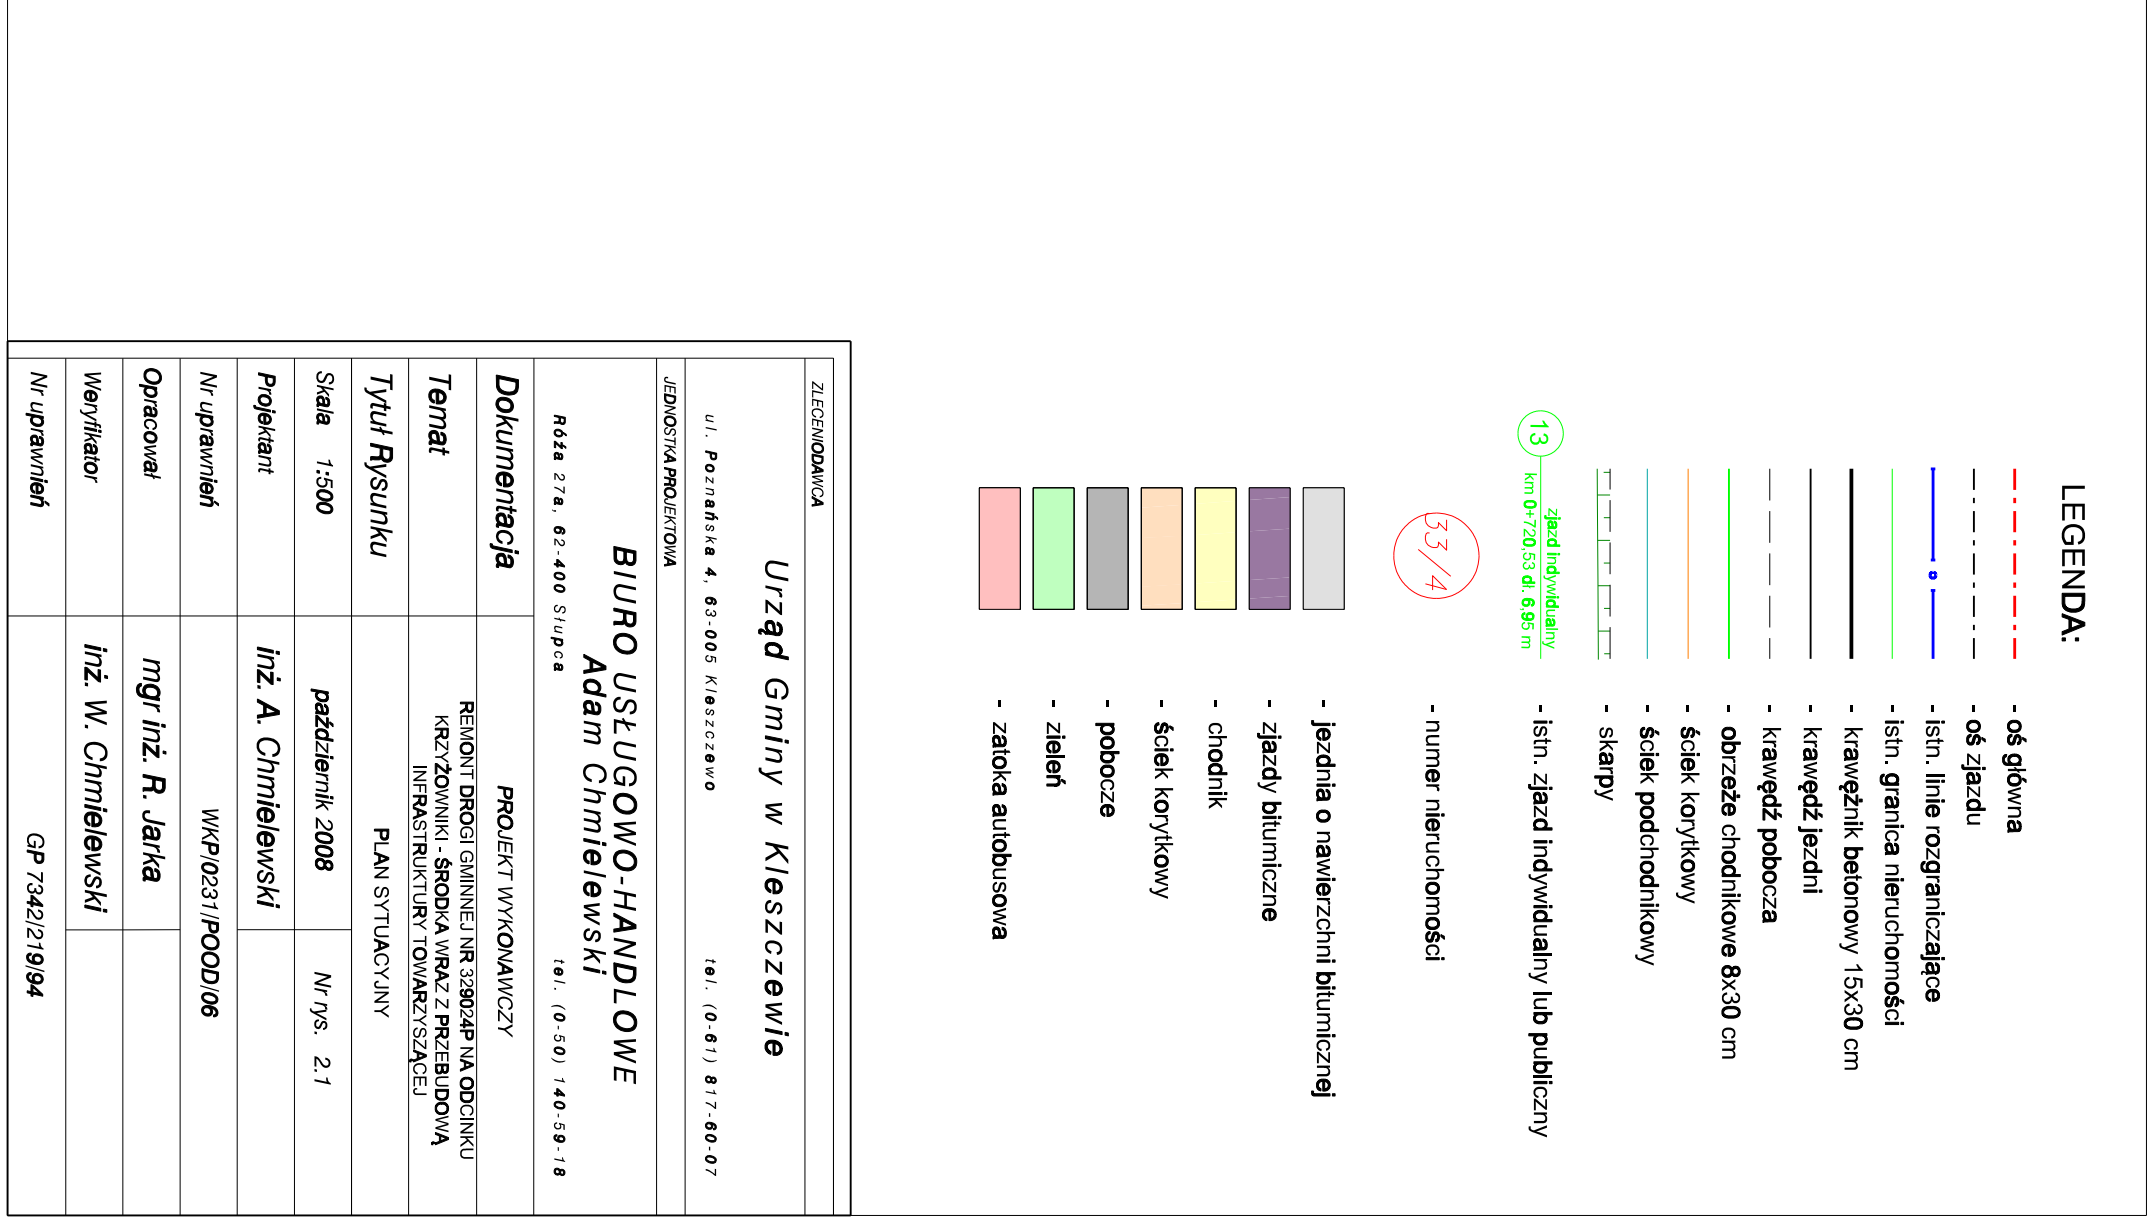 LEGENDA:
- oś główna
- oś zjazdu
- istn. linie rozgraniczające
- istn. granica nieruchomości
- krawężnik betonowy 15x30 cm
- krawędź jezdni
- krawędź pobocza
- obrzeże chodnikowe 8x30 cm
- ściek korytkowy
- ściek podchodnikowy
- skarpy
13
zjazd indywidualny
km 0+720,53 dł. 6,95 m
- istn. zjazd indywidualny lub publiczny
33/4
- numer nieruchomości
- jezdnia o nawierzchni bitumicznej
- zjazdy bitumiczne
- chodnik
- ściek korytkowy
- pobocze
- zieleń
- zatoka autobusowa
ZLECENIODAWCA
Urząd Gminy w Kleszczewie
ul. Poznańska 4, 63-005 Kleszczewo tel. (0-61) 817-60-07
JEDNOSTKA PROJEKTOWA
BIURO USŁUGOWO-HANDLOWE
Adam Chmielewski
Róża 27a, 62-400 Słupca tel. (0-50) 140-59-18
Dokumentacja PROJEKT WYKONAWCZY
Temat REMONT DROGI GMINNEJ NR 329024P NA ODCINKU
KRZYŻOWNIKI - ŚRODKA WRAZ Z PRZEBUDOWĄ
INFRASTRUKTURY TOWARZYSZĄCEJ
Tytuł Rysunku PLAN SYTUACYJNY
Skala 1:500 październik 2008 Nr rys. 2.1
Projektant inż. A. Chmielewski
Nr uprawnień WKP/0231/POOD/06
Opracował mgr inż. R. Jarka
Weryfikator inż. W. Chmielewski
Nr uprawnień GP 7342/219/94